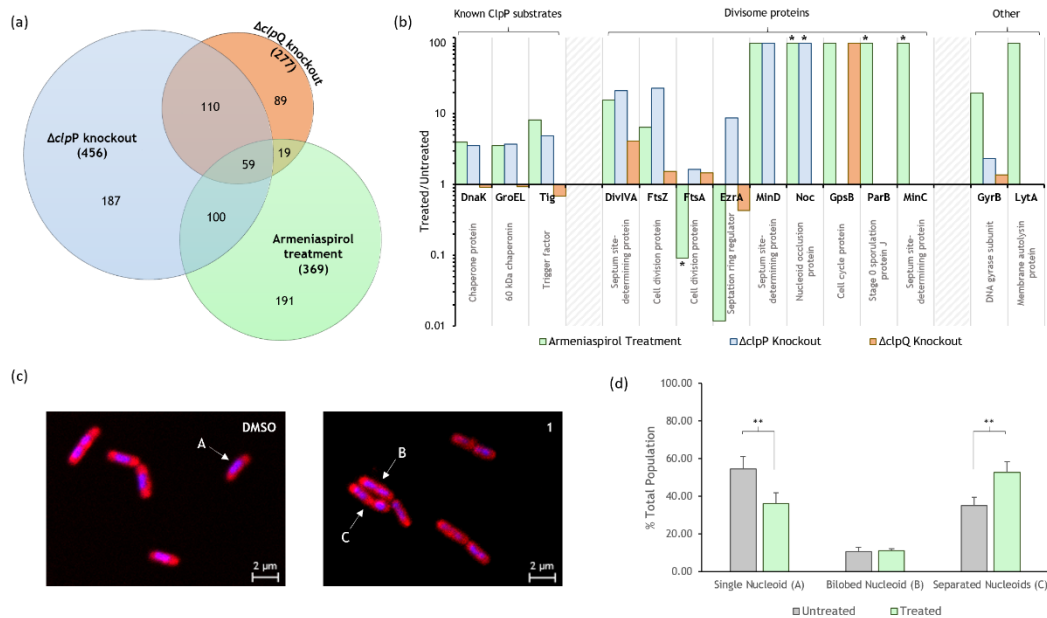 (a)
ΔclpQ knockout
(277)
110
89
ΔclpP knockout
(456)
59
19
187
100
Armeniaspirol
treatment
(369)
191
(b)
Known ClpP substrates
Divisome proteins
Other
Treated/Untreated
100
10
1
0.1
0.01
* * * *
*
DnaK GroEL Tig DivIVA FtsZ FtsA EzrA MinD Noc GpsB ParB MinC GyrB LytA
Chaperone protein
60 kDa chaperonin
Trigger factor
Septum site-
determining protein
Cell division protein
Cell division protein
Septation ring regulator
Septum site-
determining protein
Nucleoid occlusion
protein
Cell cycle protein
Stage 0 sporulation
protein J
Septum site-
determining protein
DNA gyrase subunit
Membrane autolysin
protein
Armeniaspirol Treatment ΔclpP Knockout ΔclpQ Knockout
(c)
DMSO
A
2 µm
1
B
C
2 µm
(d)
% Total Population
100.00
80.00
60.00
40.00
20.00
0.00
** **
Single Nucleoid (A) Bilobed Nucleoid (B) Separated Nucleoids (C)
Untreated Treated